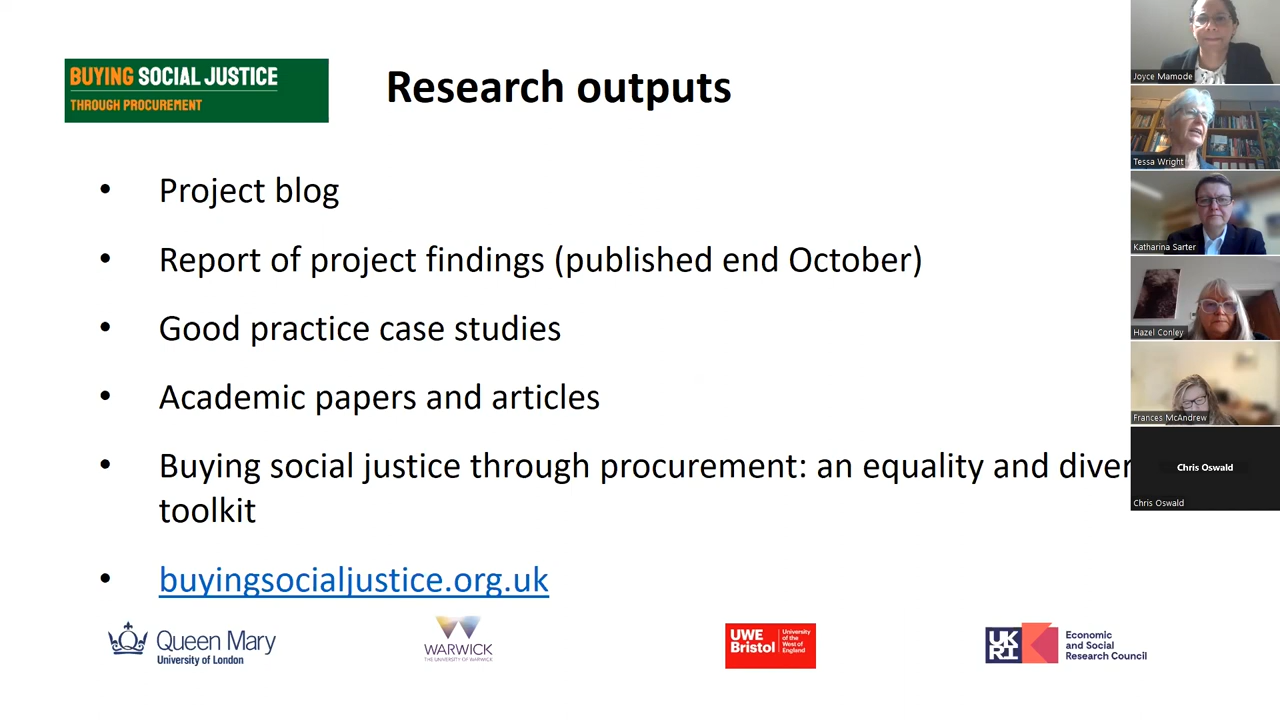 BUYING SOCIAL JUSTICE
THROUGH PROCUREMENT
Research outputs
• Project blog
• Report of project findings (published end October)
• Good practice case studies
• Academic papers and articles
• Buying social justice through procurement: an equality and diver
toolkit
• buyingsocialjustice.org.uk
Queen Mary
University of London
WARWICK
THE UNIVERSITY OF WARWICK
UWE
Bristol
University
of the
West of
England
UK
RI
Economic
and Social
Research Council
Joyce Mamode
Tessa Wright
Katharina Sarter
Hazel Conley
Frances McAndrew
Chris Oswald
Chris Oswald